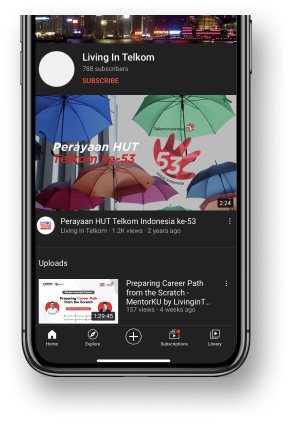 Living In Telkom
788 subscribers
SUBSCRIBE
Telkom Indonesia
Perayaan HUT
Telkom ke-53
53
2:24
Perayaan HUT Telkom Indonesia ke-53
Living In Telkom · 1.2K views · 2 years ago
Uploads
Preparing Career Path
from the Scratch
1:29:45
Preparing Career Path
from the Scratch -
MentorKU by LivinginT...
157 views · 4 weeks ago
Home
Explore
Subscriptions
Library